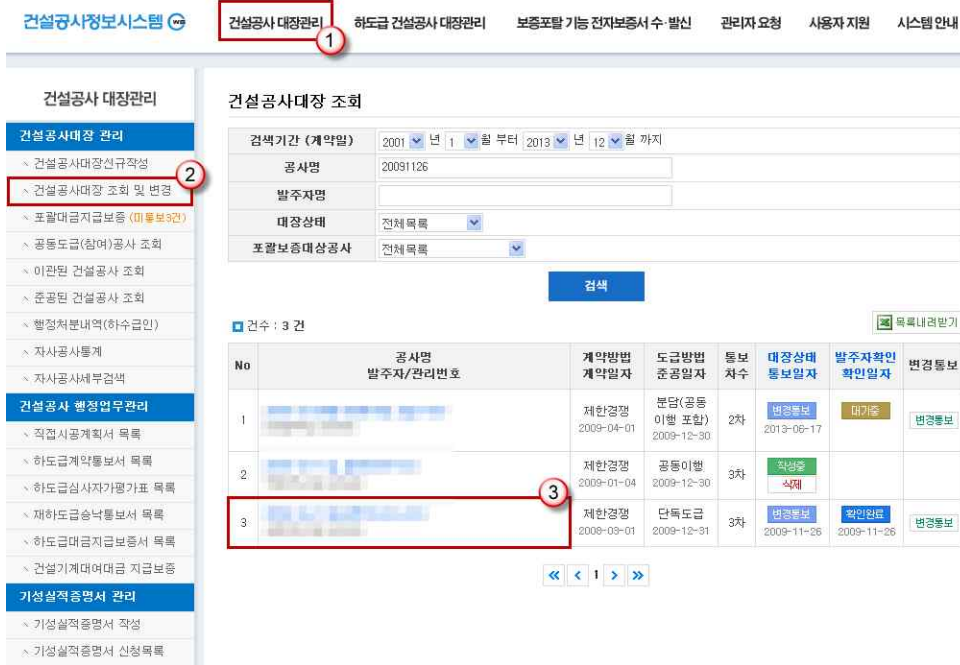 건설공사정보시스템 WS
건설공사 대장관리 하도급 건설공사 대장관리 보증포탈 기능 전자보증서 수·발신 관리자 요청 사용자 지원 시스템 안내
1
건설공사 대장관리
건설공사대장 관리
건설공사대장신규작성
2
건설공사대장 조회 및 변경
포괄대금지급보증 (미통보3건)
공동도급(참여)공사 조회
이관된 건설공사 조회
준공된 건설공사 조회
행정처분내역(하수급인)
자사공사통계
자사공사세부검색
건설공사 행정업무관리
직접시공계획서 목록
하도급계약통보서 목록
하도급심사자가평가표 목록
재하도급승낙통보서 목록
하도급대금지급보증서 목록
건설기계대여대금 지급보증
기성실적증명서 관리
기성실적증명서 작성
기성실적증명서 신청목록
건설공사대장 조회
검색기간 (계약일) 2001 년 1 월 부터 2013 년 12 월 까지
공사명 20091126
발주자명
대장상태 전체목록
포괄보증대상공사 전체목록
검색
건수 : 3 건 목록내려받기
No 공사명 발주자/관리번호 계약방법 계약일자 도급방법 준공일자 통보차수 대장상태 통보일자 발주자확인 확인일자 변경통보
1 제한경쟁 2009-04-01 분담(공동이행 포함) 2009-12-30 2차 변경통보 2013-06-17 대기중 변경통보
2 제한경쟁 2009-01-04 공동이행 2009-12-30 3차 작성중 삭제
3
3 제한경쟁 2008-09-01 단독도급 2009-12-31 3차 변경통보 2009-11-26 확인완료 2009-11-26 변경통보
1